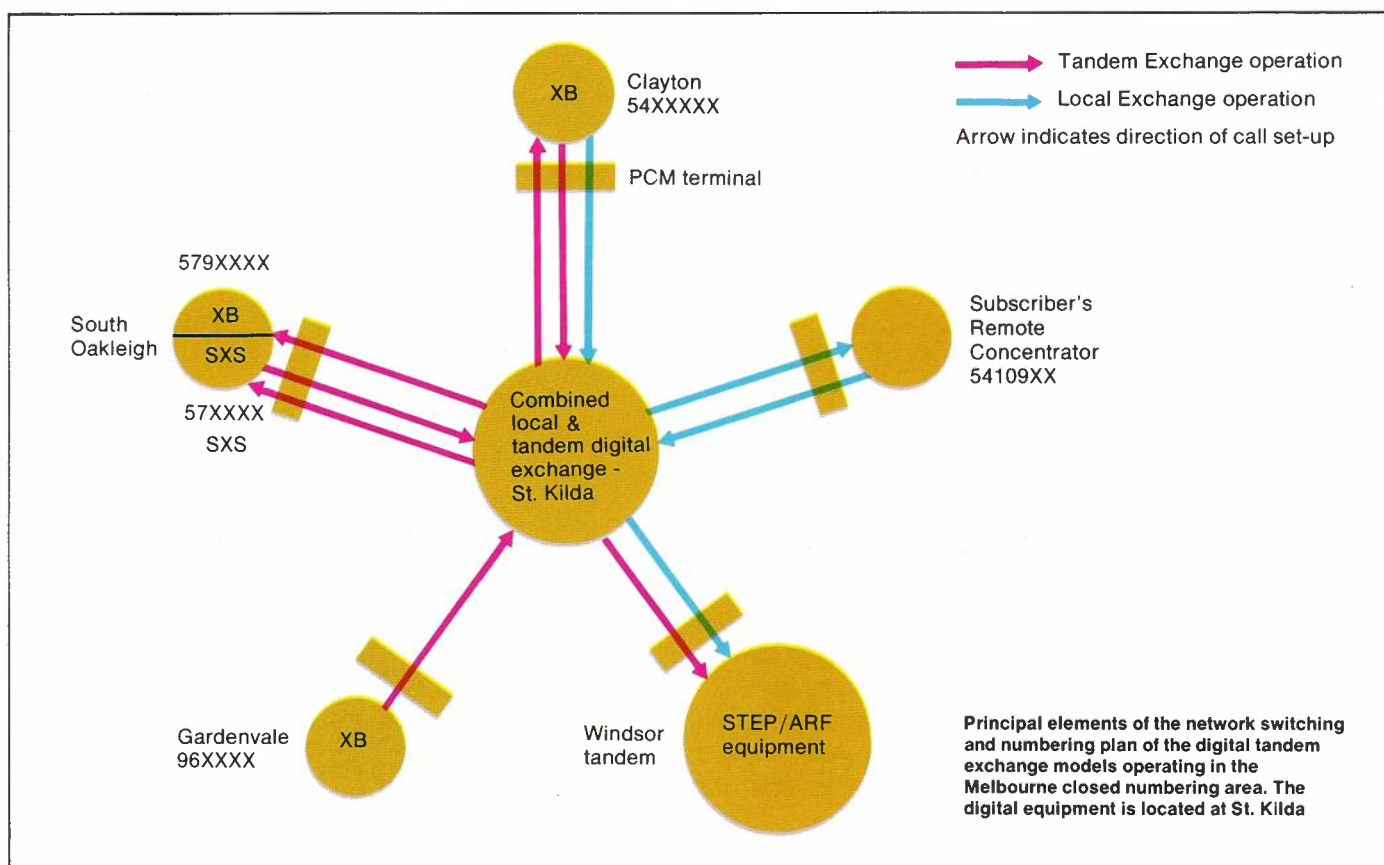 XB
Clayton
54XXXXX
Tandem Exchange operation
Local Exchange operation
Arrow indicates direction of call set-up
PCM terminal
579XXXX
South
Oakleigh
XB
SXS
57XXXX
SXS
Subscriber's
Remote
Concentrator
54109XX
Combined
local &
tandem digital
exchange -
St. Kilda
Gardenvale
96XXXX
XB
Windsor
tandem
STEP/ARF
equipment
Principal elements of the network switching
and numbering plan of the digital tandem
exchange models operating in the
Melbourne closed numbering area. The
digital equipment is located at St. Kilda